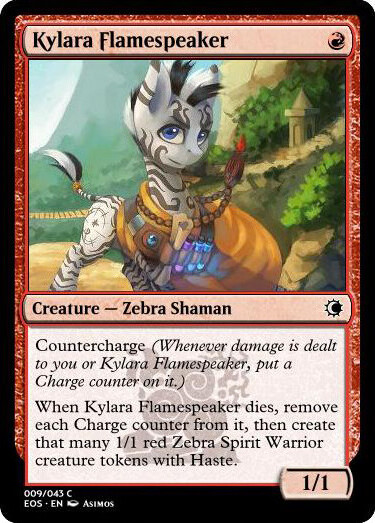 Kylara Flamespeaker
Creature — Zebra Shaman
Countercharge (Whenever damage is dealt
to you or Kylara Flamespeaker, put a
Charge counter on it.)
When Kylara Flamespeaker dies, remove
each Charge counter from it, then create
that many 1/1 red Zebra Spirit Warrior
creature tokens with Haste.
1/1
009/043 C
EOS • EN Asimos